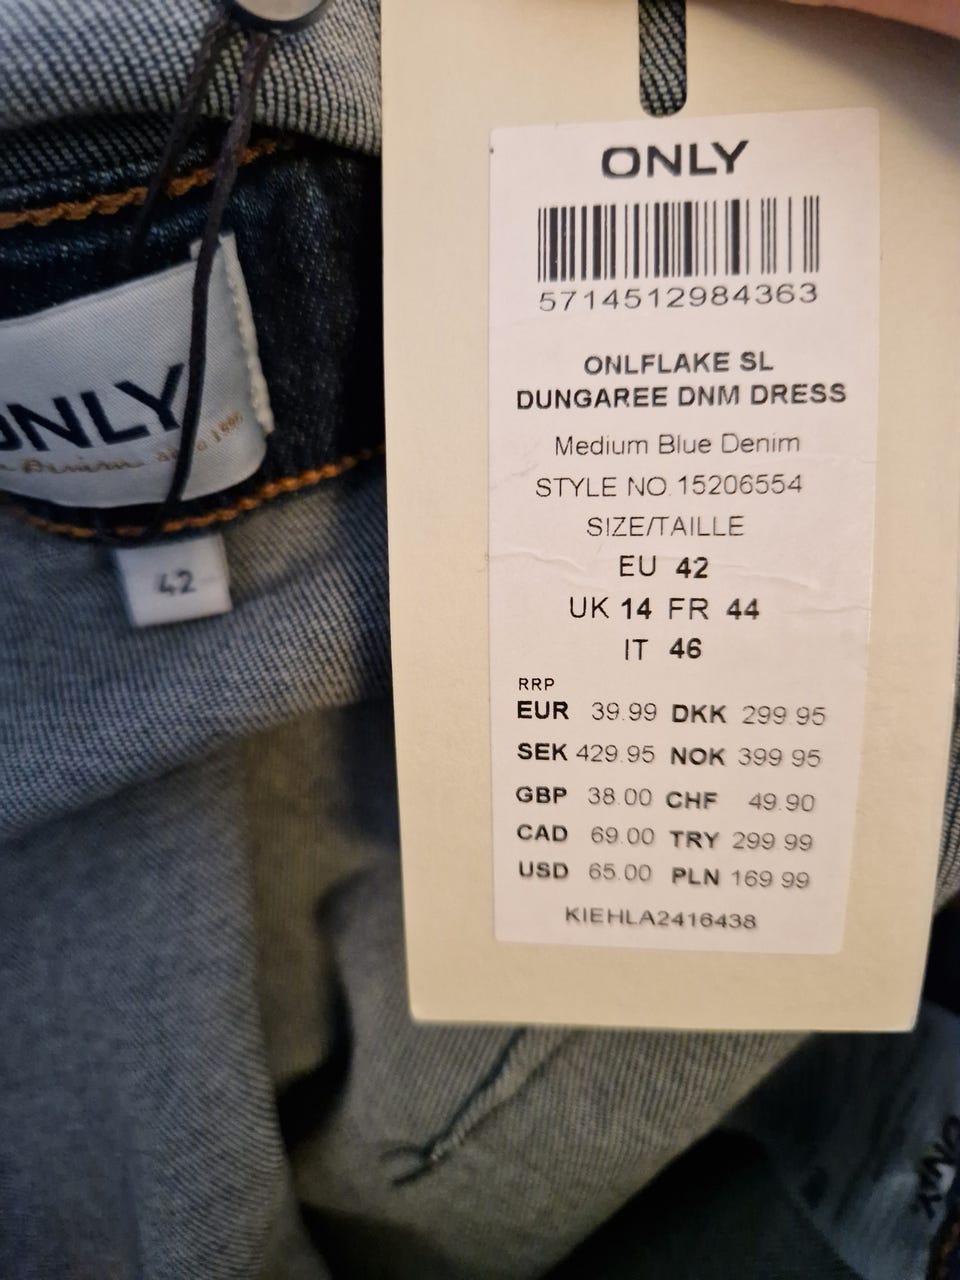 ONLY
5714512984363
ONLFLAKE SL
DUNGAREE DNM DRESS
Medium Blue Denim
STYLE NO.15206554
SIZE/TAILLE
EU 42
UK 14 FR 44
IT 46
RRP
EUR 39.99 DKK 299.95
SEK 429.95 NOK 399.95
GBP 38.00 CHF 49.90
CAD 69.00 TRY 299.99
USD 65.00 PLN 169.99
KIEHLA2416438
ONLY
Denim
42
ONLY